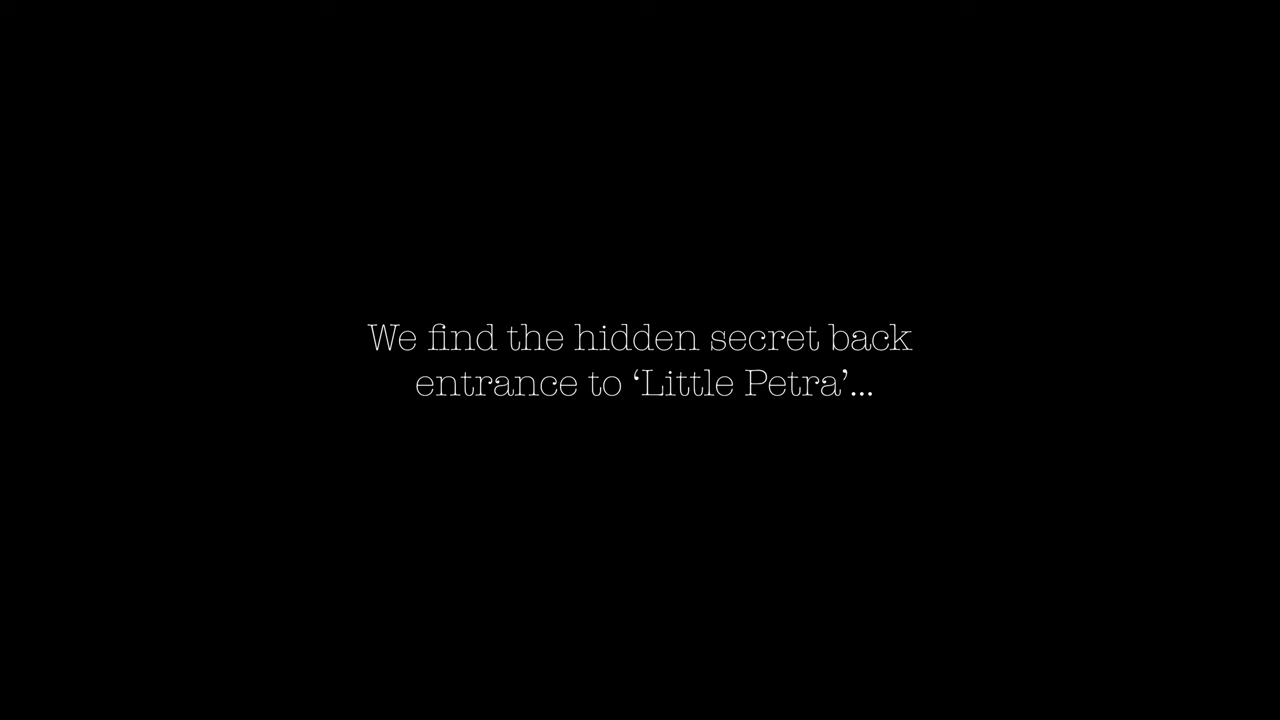 We find the hidden secret back
entrance to ‘Little Petra’...